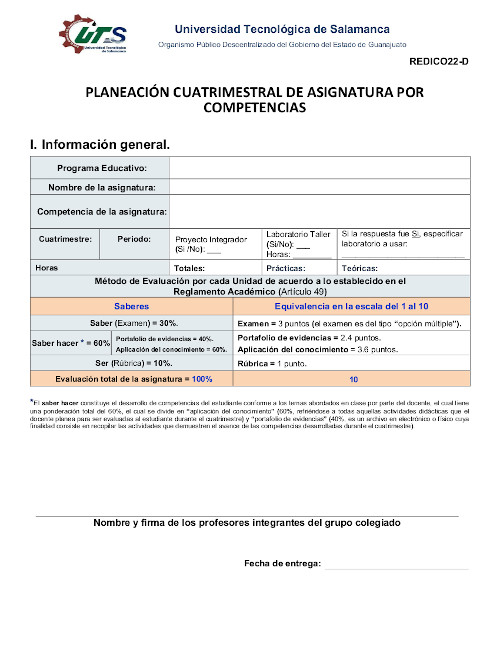 UTS
Universidad Tecnológica
de Salamanca
Universidad Tecnológica de Salamanca
Organismo Público Descentralizado del Gobierno del Estado de Guanajuato
REDICO22-D
PLANEACIÓN CUATRIMESTRAL DE ASIGNATURA POR
COMPETENCIAS
I. Información general.
Programa Educativo:
Nombre de la asignatura:
Competencia de la asignatura:
Cuatrimestre:
Periodo:
Proyecto Integrador
(Si /No): ___
Laboratorio Taller
(Si/No): ___
Horas: ________
Si la respuesta fue Si, especificar
laboratorio a usar:
Horas
Totales:
Prácticas:
Teóricas:
Método de Evaluación por cada Unidad de acuerdo a lo establecido en el
Reglamento Académico (Artículo 49)
Saberes
Equivalencia en la escala del 1 al 10
Saber (Examen) = 30%.
Examen = 3 puntos (el examen es del tipo “opción múltiple”).
Saber hacer * = 60%
Portafolio de evidencias = 40%.
Aplicación del conocimiento = 60%.
Portafolio de evidencias = 2.4 puntos.
Aplicación del conocimiento = 3.6 puntos.
Ser (Rúbrica) = 10%.
Rúbrica = 1 punto.
Evaluación total de la asignatura = 100%
10
*El saber hacer constituye el desarrollo de competencias del estudiante conforme a los temas abordados en clase por parte del docente, el cual tiene
una ponderación total del 60%, el cual se divide en “aplicación del conocimiento” (60%, refiriéndose a todas aquellas actividades didácticas que el
docente planea para ser evaluadas al estudiante durante el cuatrimestre) y “portafolio de evidencias” (40%, es un archivo en electrónico o físico cuya
finalidad consiste en recopilar las actividades que demuestren el avance de las competencias desarrolladas durante el cuatrimestre).
Nombre y firma de los profesores integrantes del grupo colegiado
Fecha de entrega: